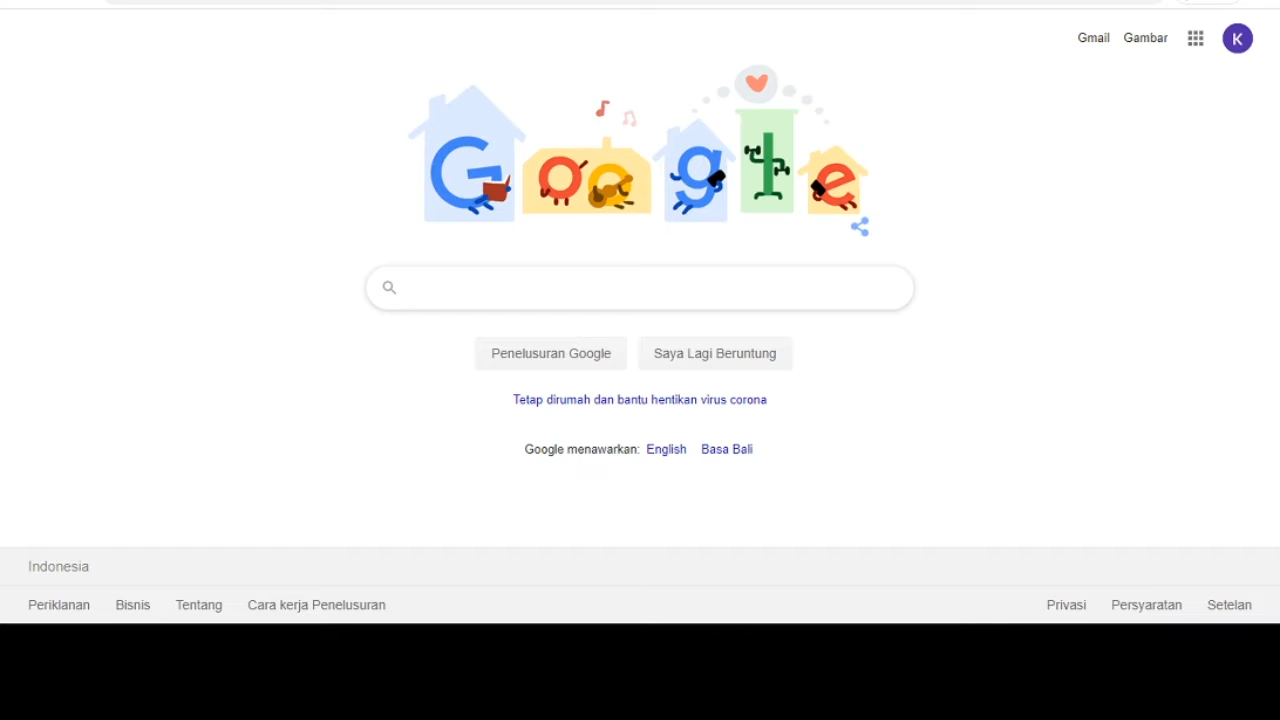 Gmail Gambar K
Google
Penelusuran Google Saya Lagi Beruntung
Tetap dirumah dan bantu hentikan virus corona
Google menawarkan: English Basa Bali
Indonesia
Periklanan Bisnis Tentang Cara kerja Penelusuran Privasi Persyaratan Setelan